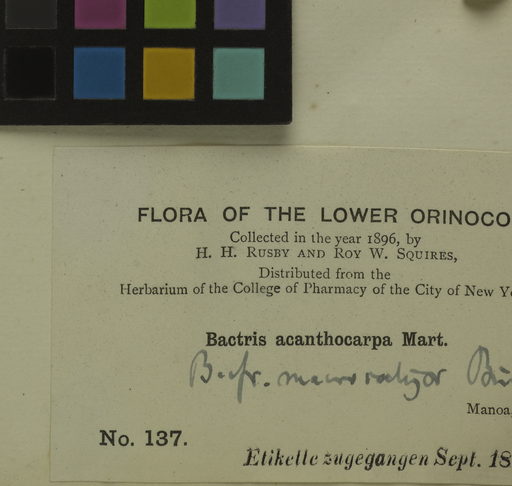 FLORA OF THE LOWER ORINOCO
Collected in the year 1896, by
H. H. RUSBY AND ROY W. SQUIRES,
Distributed from the
Herbarium of the College of Pharmacy of the City of New Y
Bactris acanthocarpa Mart.
Manoa,
No. 137.
Etikette zugegangen Sept. 18